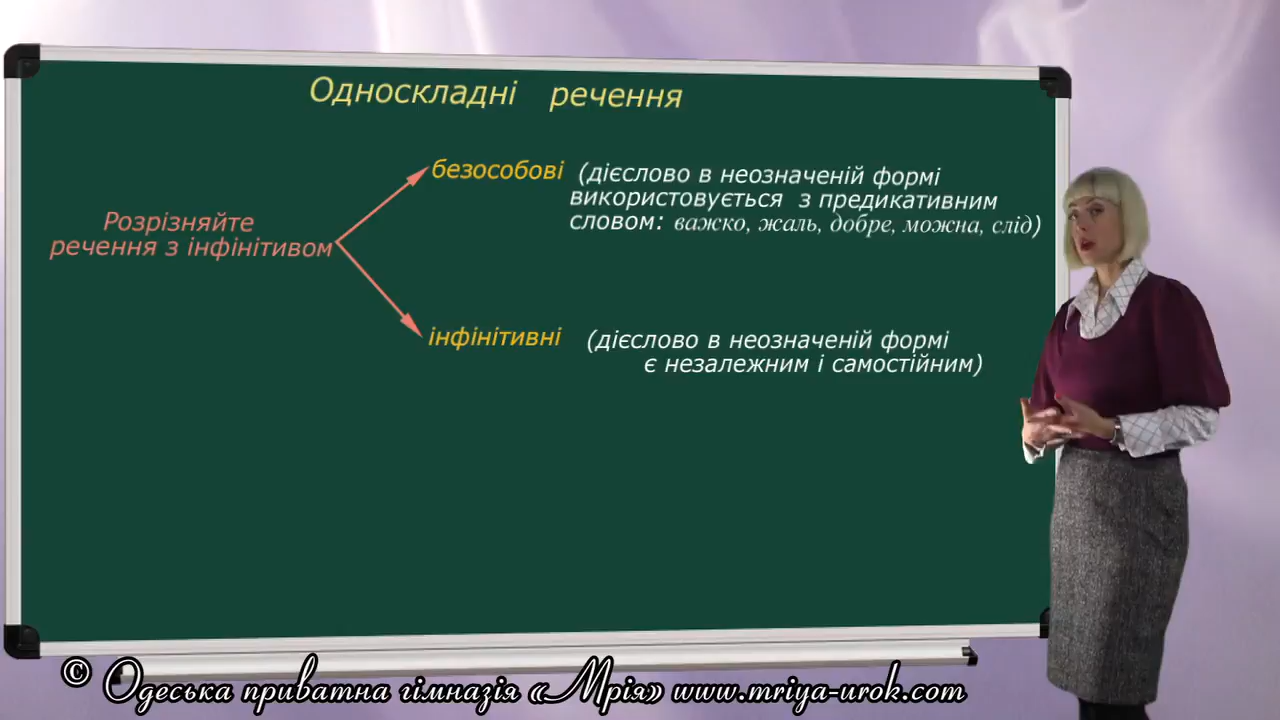 Односкладні речення
безособові (дієслово в неозначеній формі
використовується з предикативним
словом: важко, жаль, добре, можна, слід)
Розрізняйте
речення з інфінітивом
інфінітивні (дієслово в неозначеній формі
є незалежним і самостійним)
© Одеська приватна гімназія «Мрія» www.mriya-urok.com